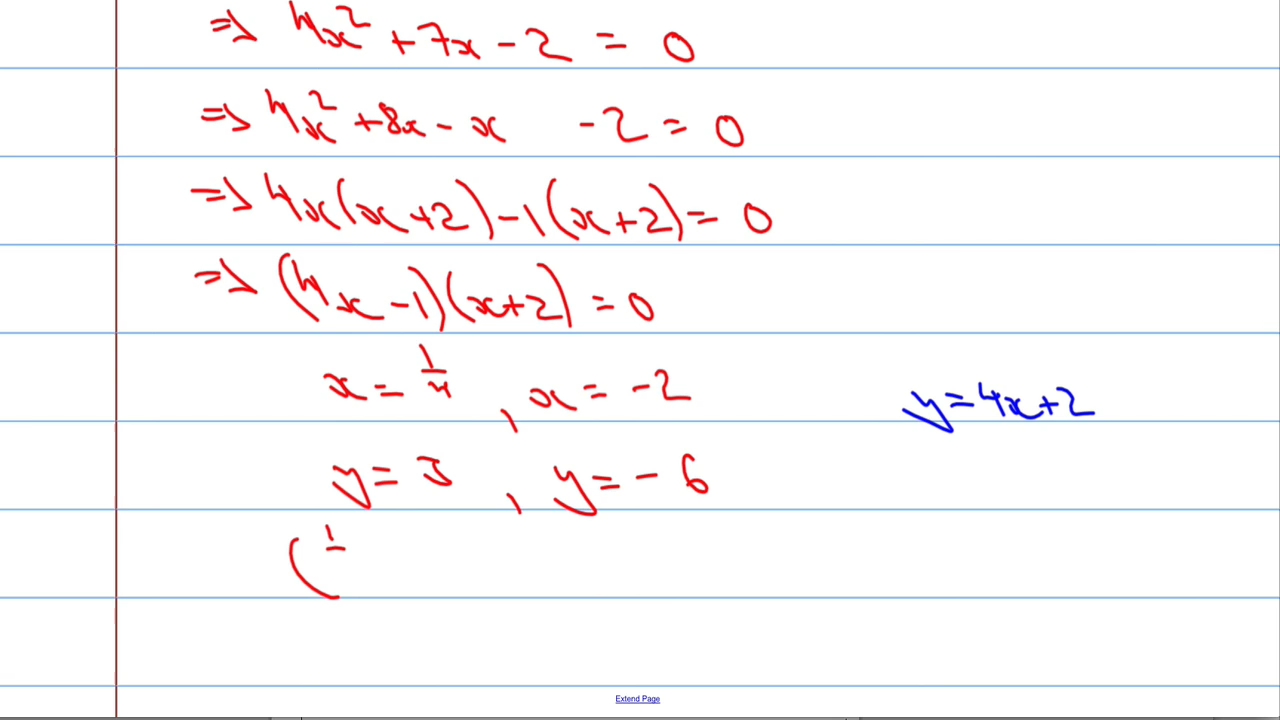 => 4x² + 7x - 2 = 0
=> 4x² + 8x - x - 2 = 0
=> 4x(x+2) - 1(x+2) = 0
=> (4x - 1)(x+2) = 0
x = 1/4 , x = -2
y = 4x+2
y = 3 , y = -6
(1/
Extend Page